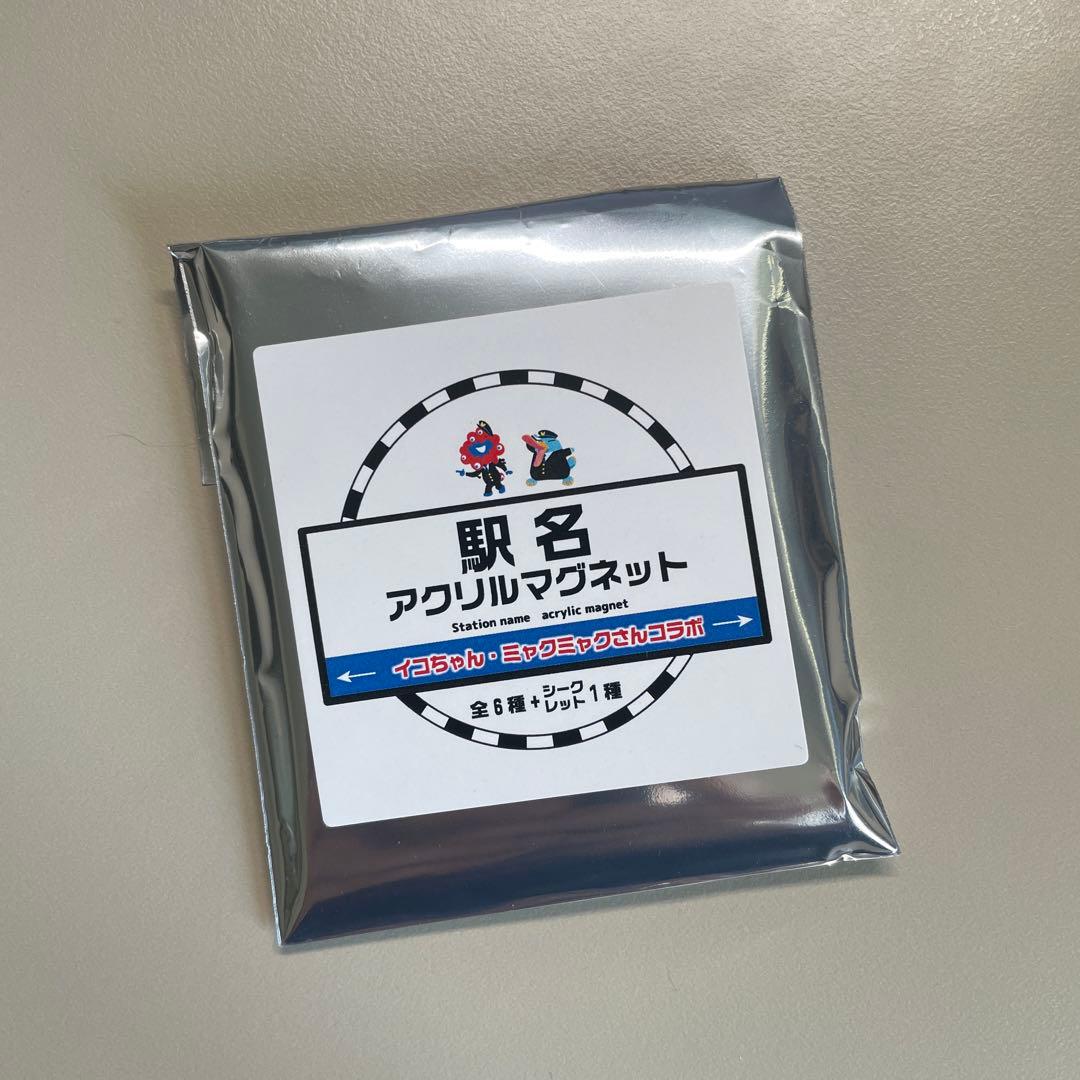 駅名
アクリルマグネット
Station name acrylic magnet
← イコちゃん・ミャクミャクさんコラボ →
全6種+シークレット1種